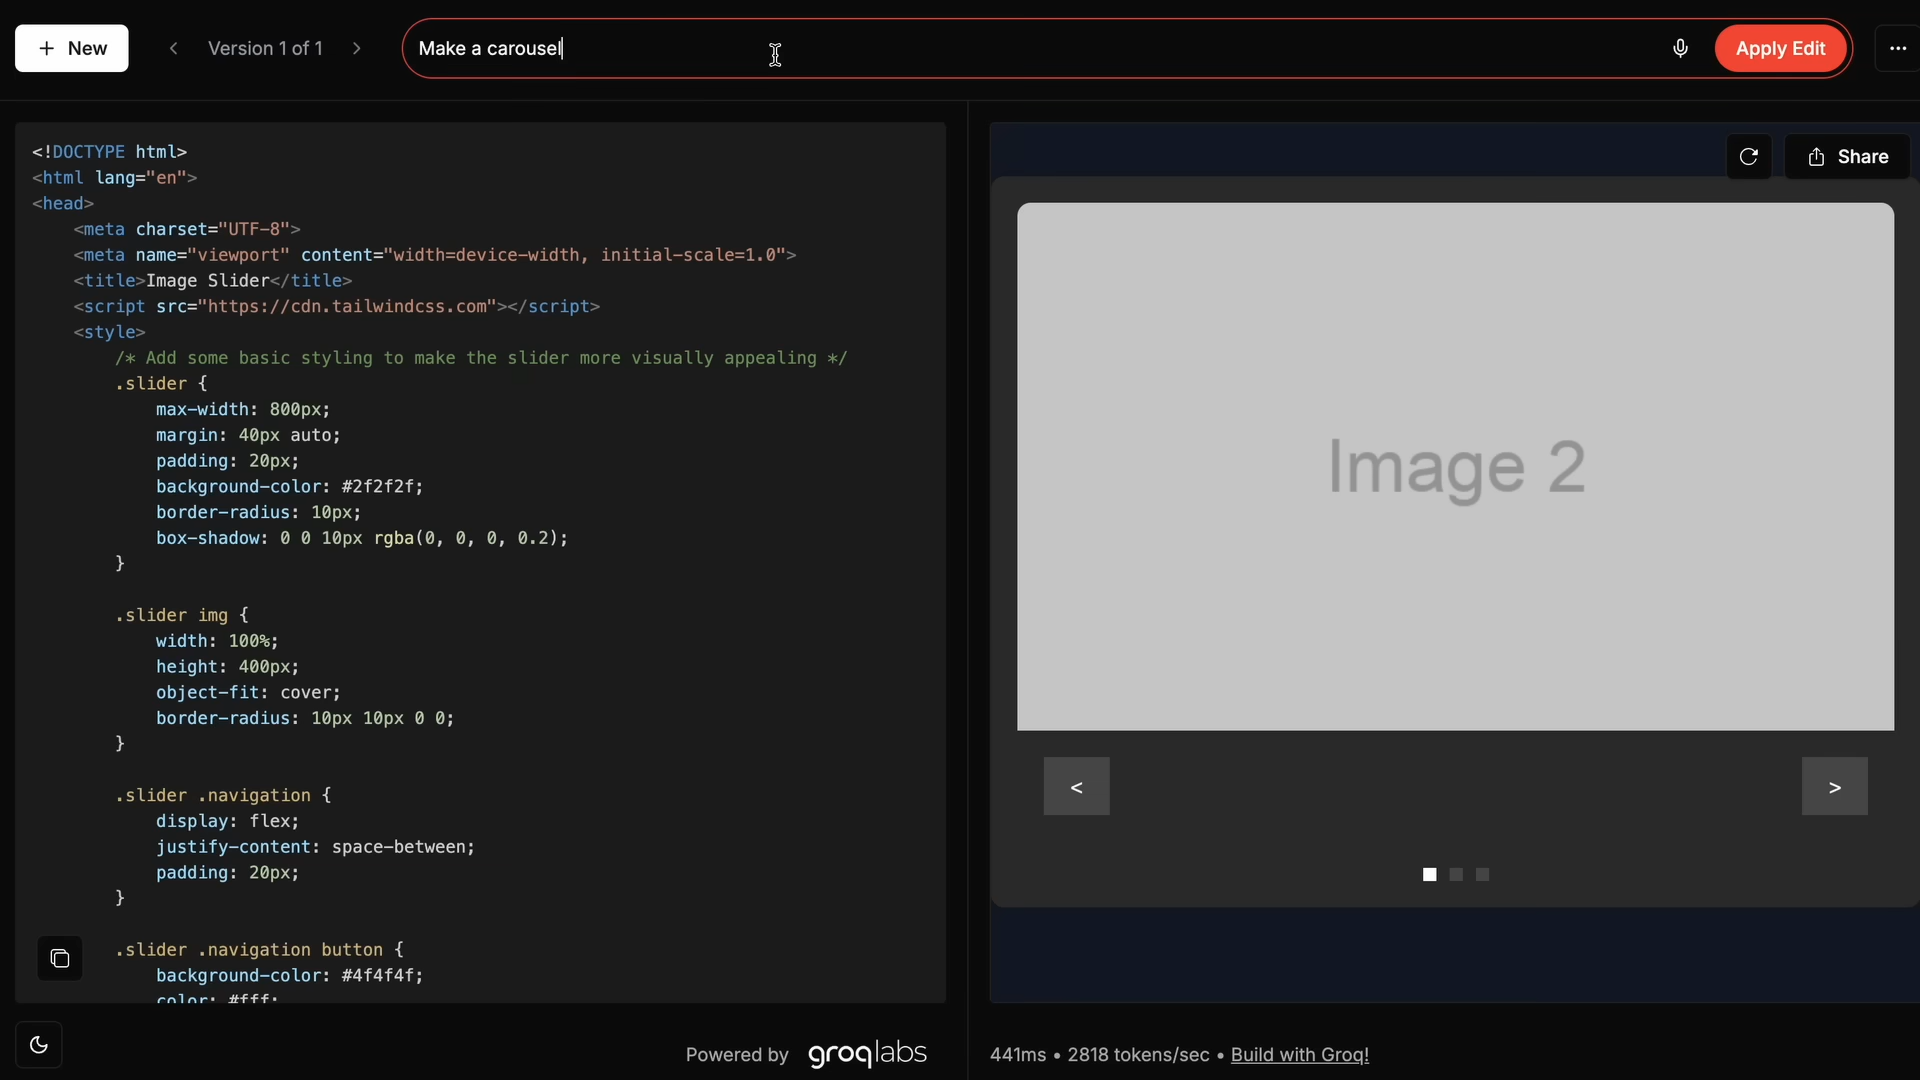 + New
Version 1 of 1
Make a carousel
Apply Edit
<!DOCTYPE html>
<html lang="en">
<head>
    <meta charset="UTF-8">
    <meta name="viewport" content="width=device-width, initial-scale=1.0">
    <title>Image Slider</title>
    <script src="https://cdn.tailwindcss.com"></script>
    <style>
        /* Add some basic styling to make the slider more visually appealing */
        .slider {
            max-width: 800px;
            margin: 40px auto;
            padding: 20px;
            background-color: #2f2f2f;
            border-radius: 10px;
            box-shadow: 0 0 10px rgba(0, 0, 0, 0.2);
        }
        .slider img {
            width: 100%;
            height: 400px;
            object-fit: cover;
            border-radius: 10px 10px 0 0;
        }
        .slider .navigation {
            display: flex;
            justify-content: space-between;
            padding: 20px;
        }
        .slider .navigation button {
            background-color: #4f4f4f;
            color: #fff;
Share
Image 2
<
>
Powered by groqlabs
441ms • 2818 tokens/sec • Build with Groq!